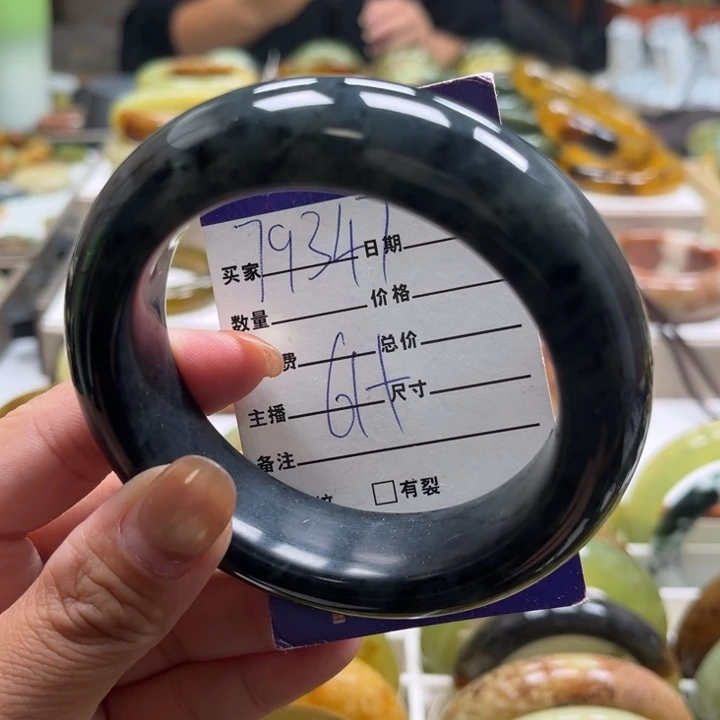 买家 79347 日期
数量 价格
费 总价
主播 61+ 尺寸
备注
有裂